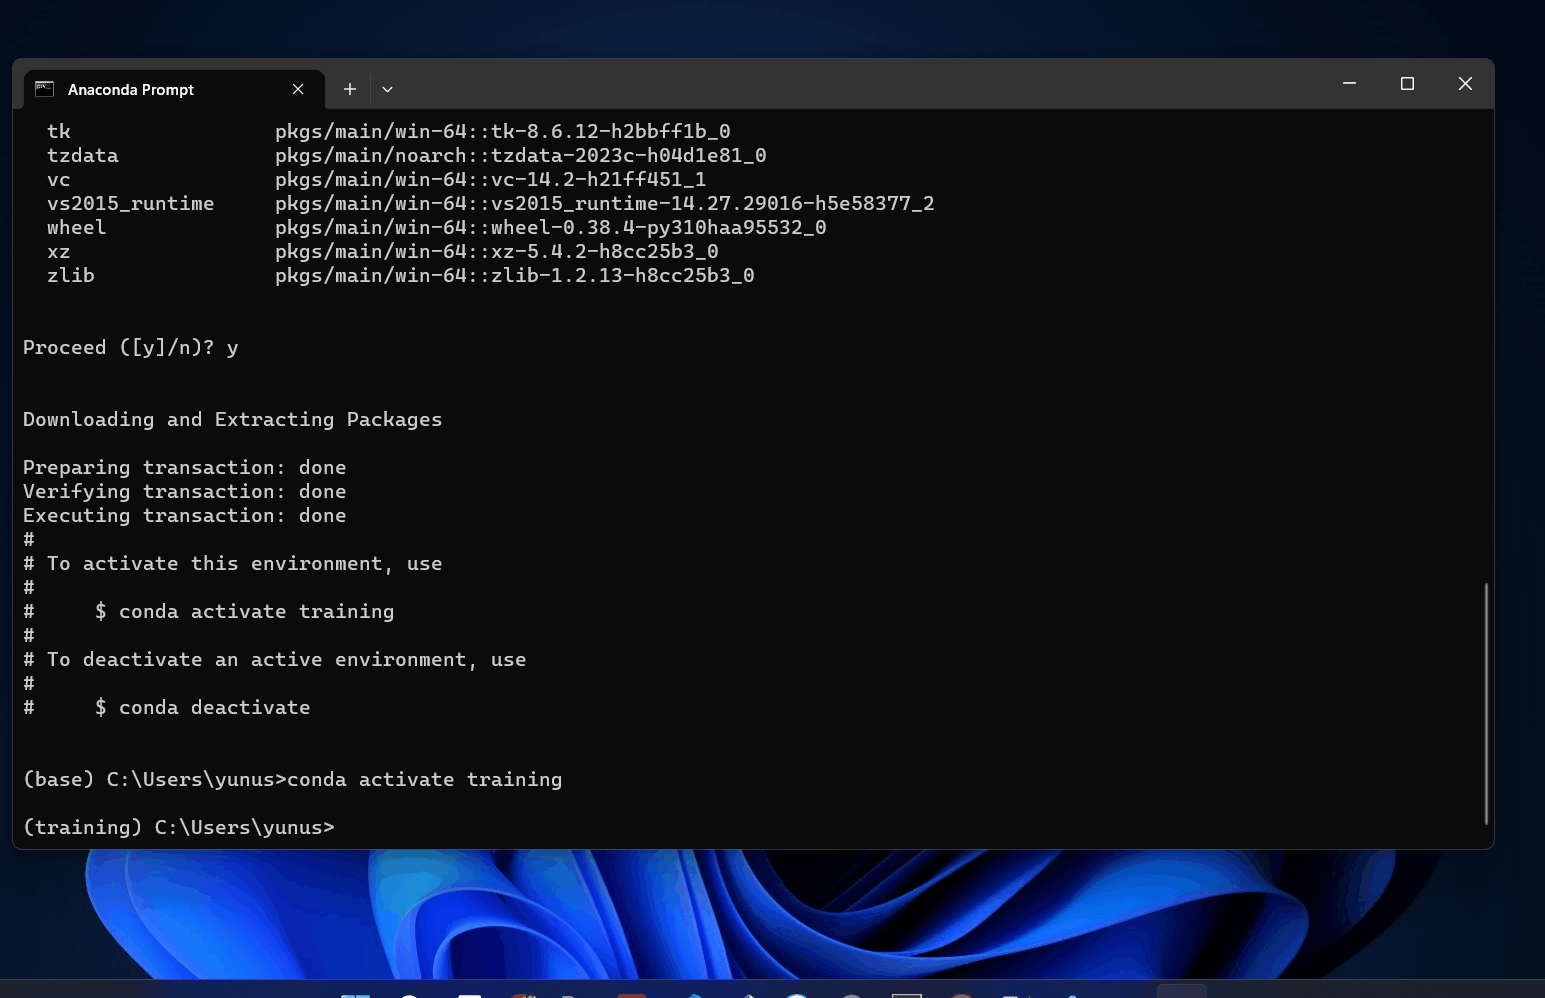 Anaconda Prompt
tk pkgs/main/win-64::tk-8.6.12-h2bbff1b_0
tzdata pkgs/main/noarch::tzdata-2023c-h04d1e81_0
vc pkgs/main/win-64::vc-14.2-h21ff451_1
vs2015_runtime pkgs/main/win-64::vs2015_runtime-14.27.29016-h5e58377_2
wheel pkgs/main/win-64::wheel-0.38.4-py310haa95532_0
xz pkgs/main/win-64::xz-5.4.2-h8cc25b3_0
zlib pkgs/main/win-64::zlib-1.2.13-h8cc25b3_0
Proceed ([y]/n)? y
Downloading and Extracting Packages
Preparing transaction: done
Verifying transaction: done
Executing transaction: done
#
# To activate this environment, use
#
# $ conda activate training
#
# To deactivate an active environment, use
#
# $ conda deactivate
(base) C:\Users\yunus>conda activate training
(training) C:\Users\yunus>